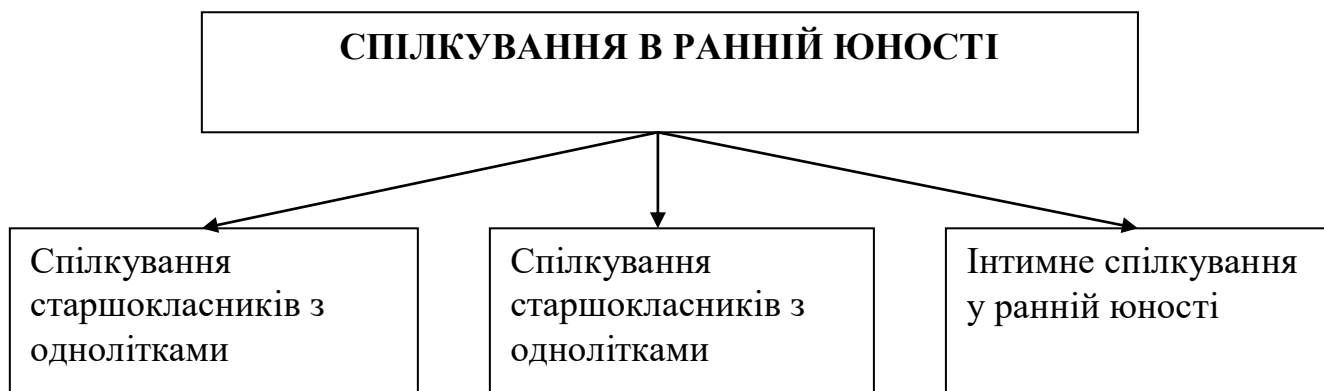 СПІЛКУВАННЯ В РАННІЙ ЮНОСТІ
Спілкування
старшокласників з
однолітками
Спілкування
старшокласників з
однолітками
Інтимне спілкування
у ранній юності